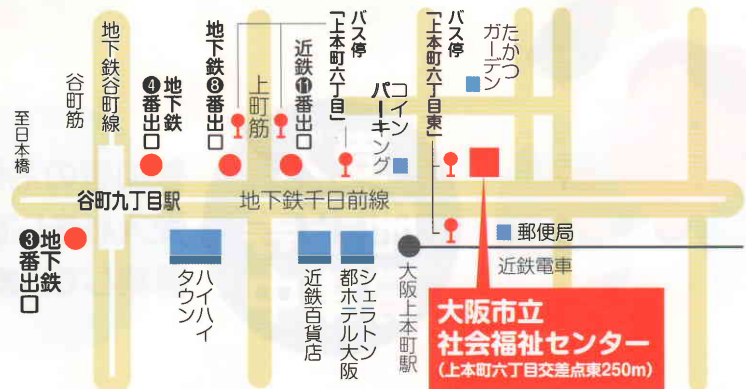 至日本橋
谷町筋
地下鉄谷町線
地下鉄
❹番出口
地下鉄
❽番出口
上町筋
近鉄
⓫番出口
バス停
「上本町六丁目」
コイン
パーキング
バス停
「上本町六丁目東」
たかつ
ガーデン
谷町九丁目駅
地下鉄千日前線
地下鉄
❸番出口
ハイハイ
タウン
近鉄百貨店
シェラトン
都ホテル大阪
大阪上本町駅
郵便局
近鉄電車
大阪市立
社会福祉センター
(上本町六丁目交差点東250m)